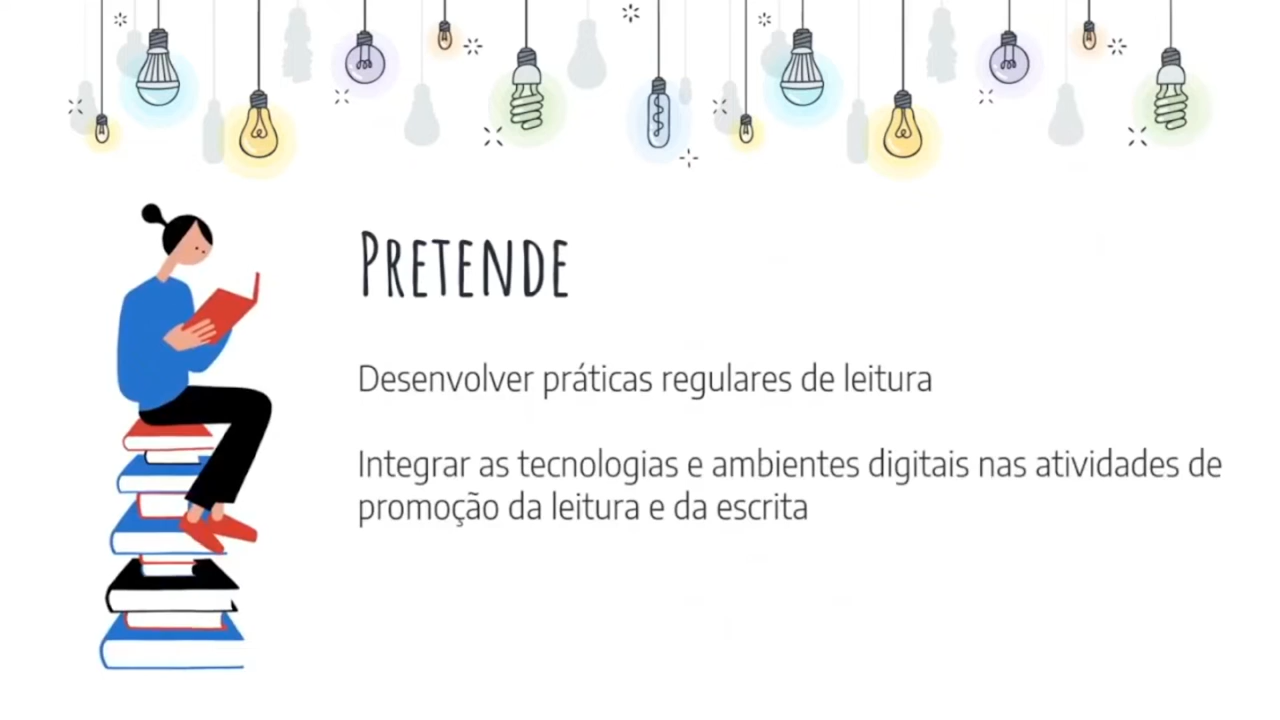 PRETENDE
Desenvolver práticas regulares de leitura
Integrar as tecnologias e ambientes digitais nas atividades de
promoção da leitura e da escrita